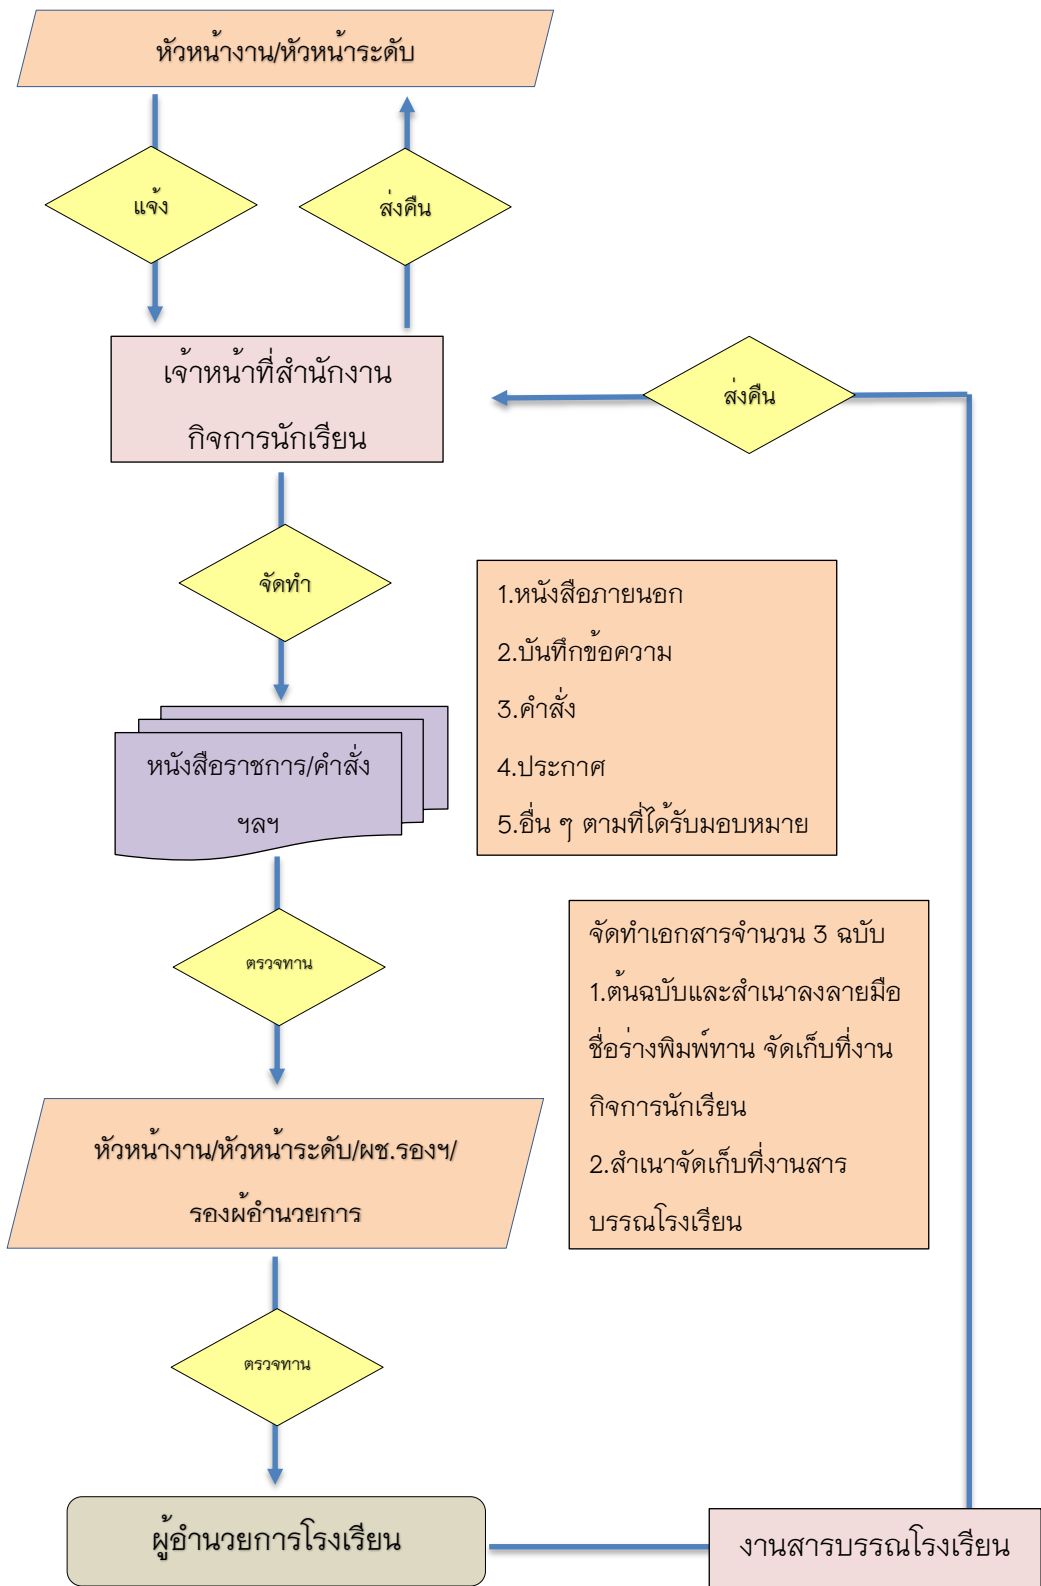 หัวหน้างาน/หัวหน้าระดับ
แจ้ง
ส่งคืน
เจ้าหน้าที่สำนักงาน
กิจการนักเรียน
ส่งคืน
จัดทำ
1.หนังสือภายนอก
2.บันทึกข้อความ
3.คำสั่ง
4.ประกาศ
5.อื่น ๆ ตามที่ได้รับมอบหมาย
หนังสือราชการ/คำสั่ง
ฯลฯ
ตรวจทาน
จัดทำเอกสารจำนวน 3 ฉบับ
1.ต้นฉบับและสำเนาลงลายมือ
ชื่อร่างพิมพ์ทาน จัดเก็บที่งาน
กิจการนักเรียน
2.สำเนาจัดเก็บที่งานสาร
บรรณโรงเรียน
หัวหน้างาน/หัวหน้าระดับ/ผช.รองฯ/
รองผู้อำนวยการ
ตรวจทาน
ผู้อำนวยการโรงเรียน
งานสารบรรณโรงเรียน